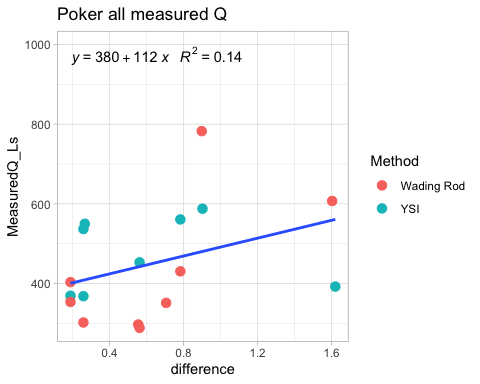 Poker all measured Q
y = 380 + 112 x R² = 0.14
1000
800
600
400
MeasuredQ_Ls
0.4 0.8 1.2 1.6
difference
Method
Wading Rod
YSI